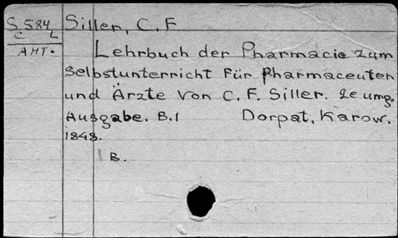 S 584 Siller, C. F
C L
AMT. Lehrbuch der Pharmacie zum
Selbstunterricht für Pharmaceuten
und Ärzte von C. F. Siller. 2e umg.
Ausgabe. B. 1 Dorpat, Karow.
1848.
B.